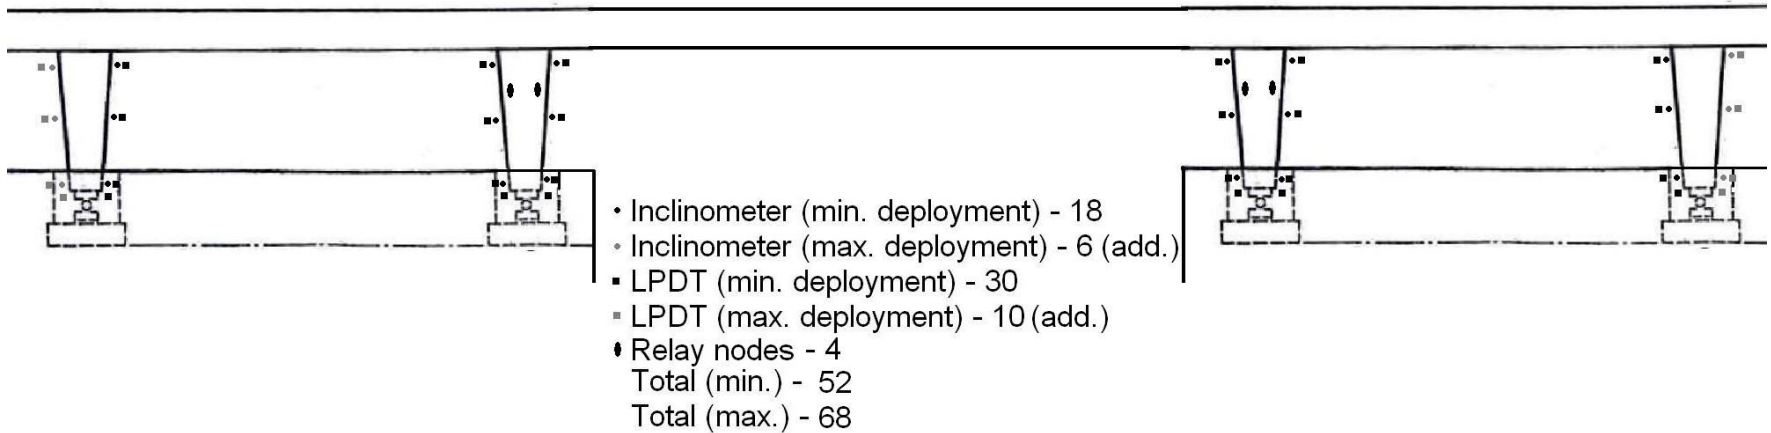 Inclinometer (min. deployment) - 18
Inclinometer (max. deployment) - 6 (add.)
LPDT (min. deployment) - 30
LPDT (max. deployment) - 10 (add.)
Relay nodes - 4
Total (min.) - 52
Total (max.) - 68